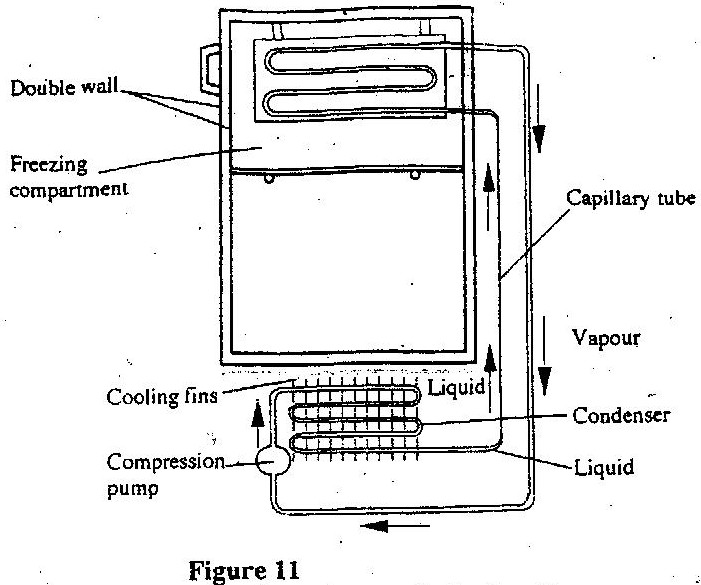 Double wall
Freezing
compartment
Capillary tube
Vapour
Cooling fins
Liquid
Condenser
Compression
pump
Liquid
Figure 11